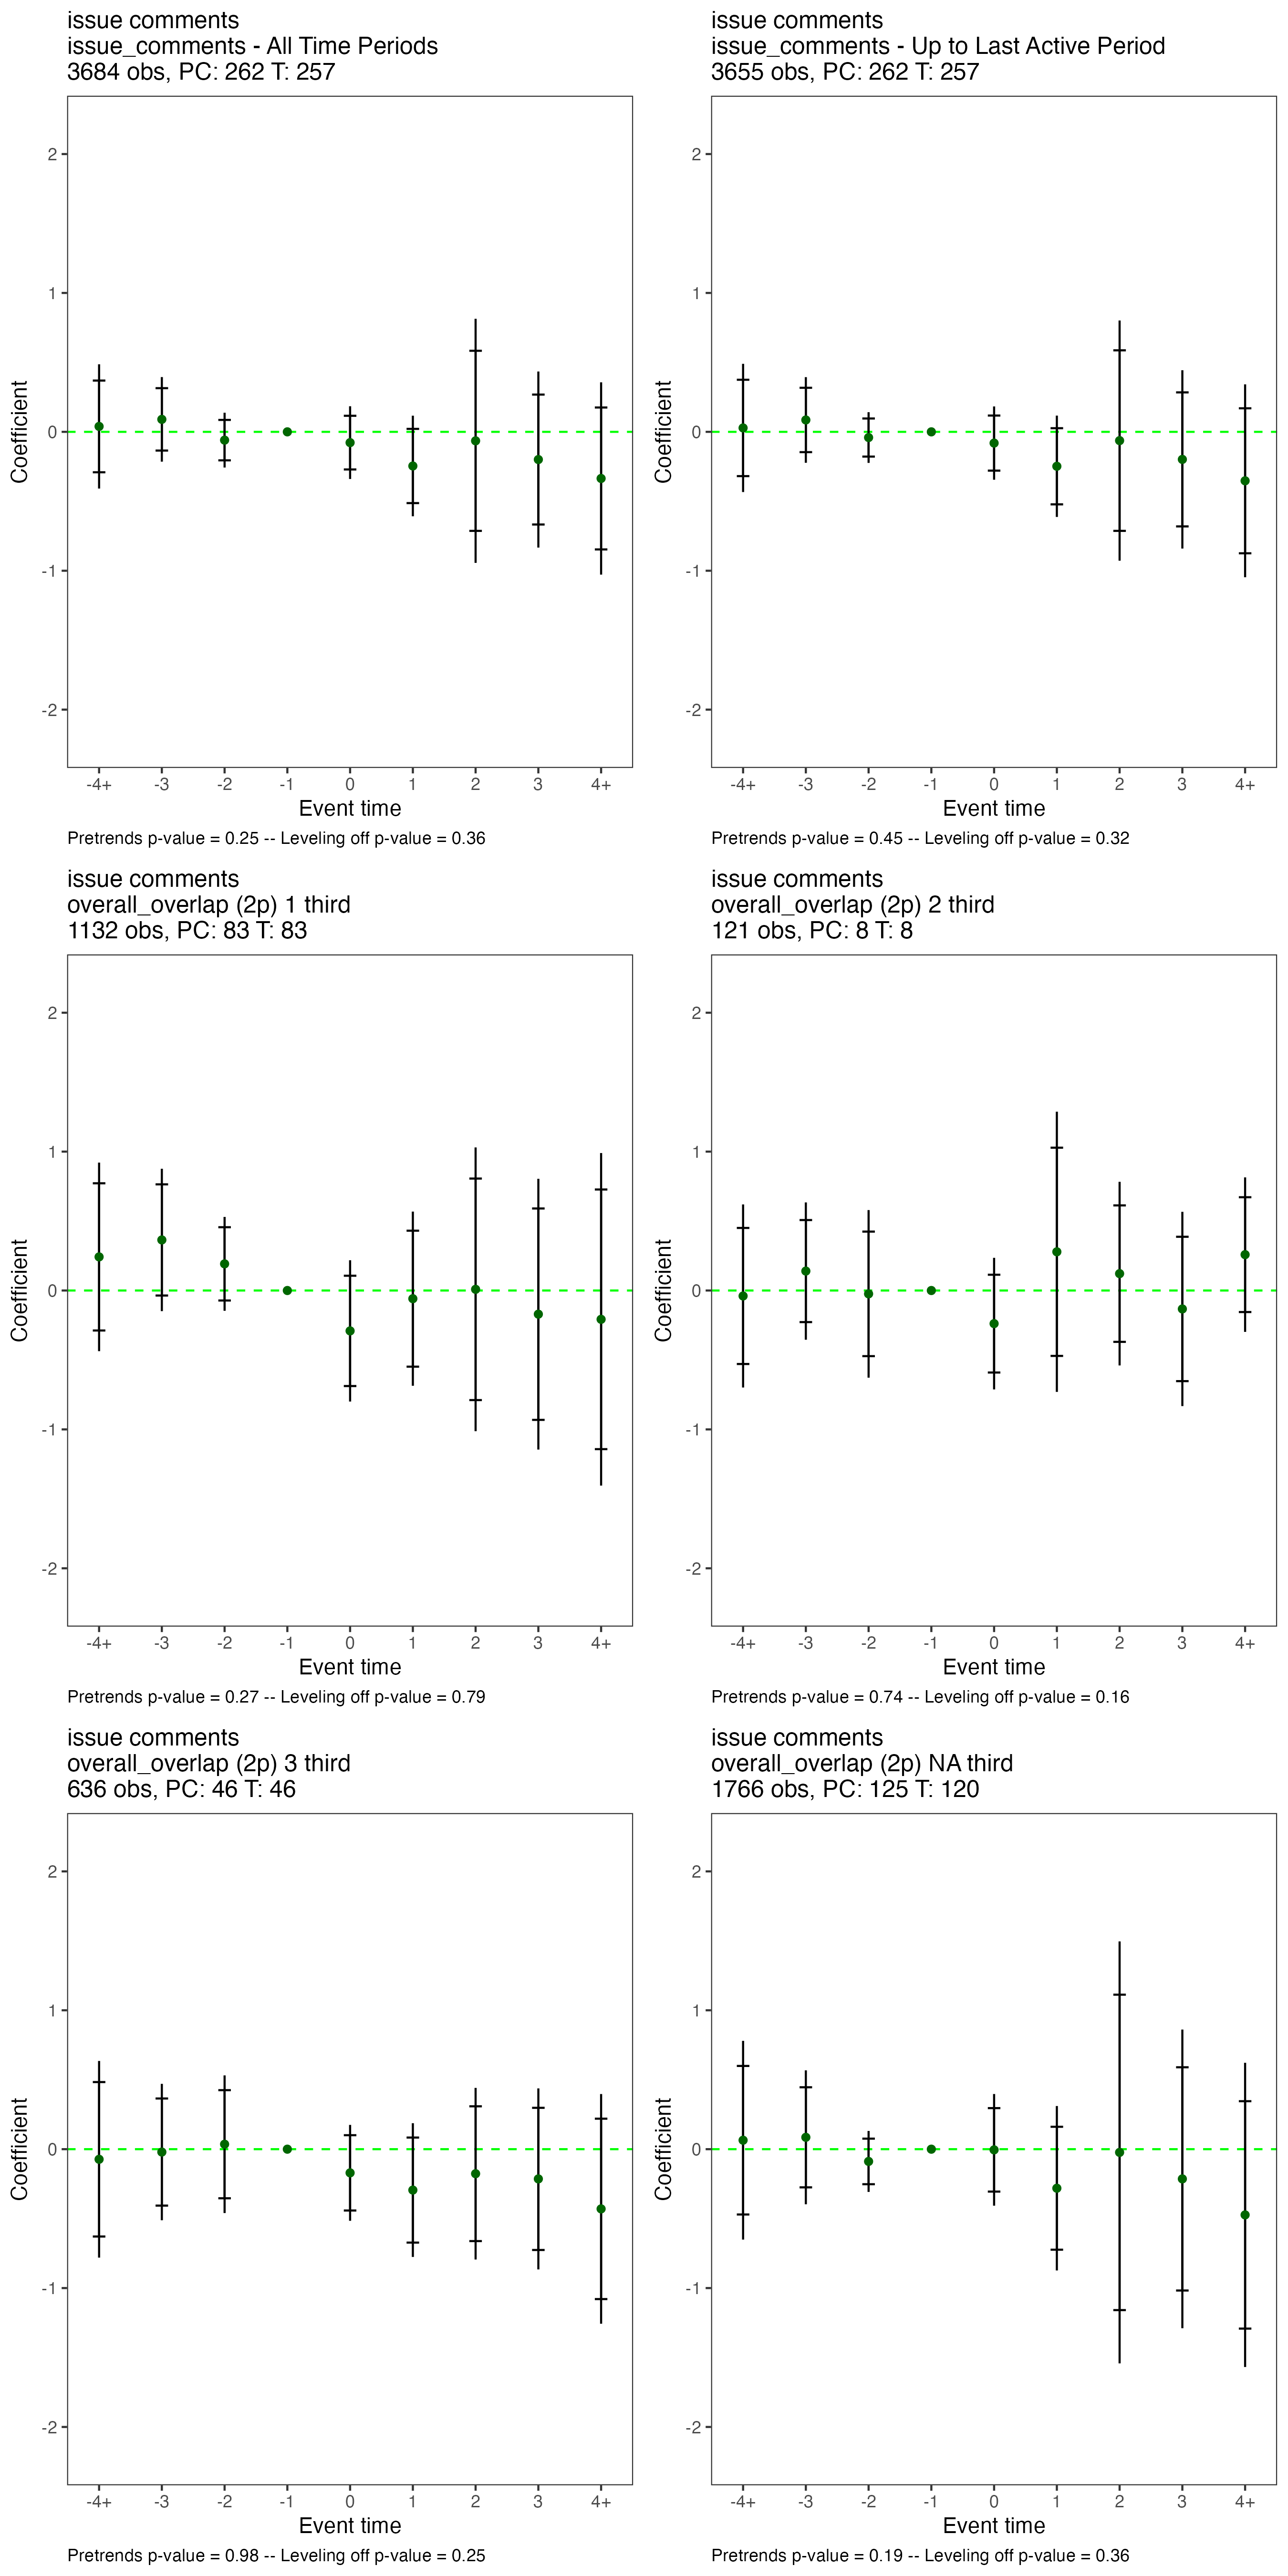 issue comments
issue_comments - All Time Periods
3684 obs, PC: 262 T: 257
2
1
0
-1
-2
Coefficient
-4+ -3 -2 -1 0 1 2 3 4+
Event time
Pretrends p-value = 0.25 -- Leveling off p-value = 0.36
issue comments
issue_comments - Up to Last Active Period
3655 obs, PC: 262 T: 257
2
1
0
-1
-2
Coefficient
-4+ -3 -2 -1 0 1 2 3 4+
Event time
Pretrends p-value = 0.45 -- Leveling off p-value = 0.32
issue comments
overall_overlap (2p) 1 third
1132 obs, PC: 83 T: 83
2
1
0
-1
-2
Coefficient
-4+ -3 -2 -1 0 1 2 3 4+
Event time
Pretrends p-value = 0.27 -- Leveling off p-value = 0.79
issue comments
overall_overlap (2p) 2 third
121 obs, PC: 8 T: 8
2
1
0
-1
-2
Coefficient
-4+ -3 -2 -1 0 1 2 3 4+
Event time
Pretrends p-value = 0.74 -- Leveling off p-value = 0.16
issue comments
overall_overlap (2p) 3 third
636 obs, PC: 46 T: 46
2
1
0
-1
-2
Coefficient
-4+ -3 -2 -1 0 1 2 3 4+
Event time
Pretrends p-value = 0.98 -- Leveling off p-value = 0.25
issue comments
overall_overlap (2p) NA third
1766 obs, PC: 125 T: 120
2
1
0
-1
-2
Coefficient
-4+ -3 -2 -1 0 1 2 3 4+
Event time
Pretrends p-value = 0.19 -- Leveling off p-value = 0.36